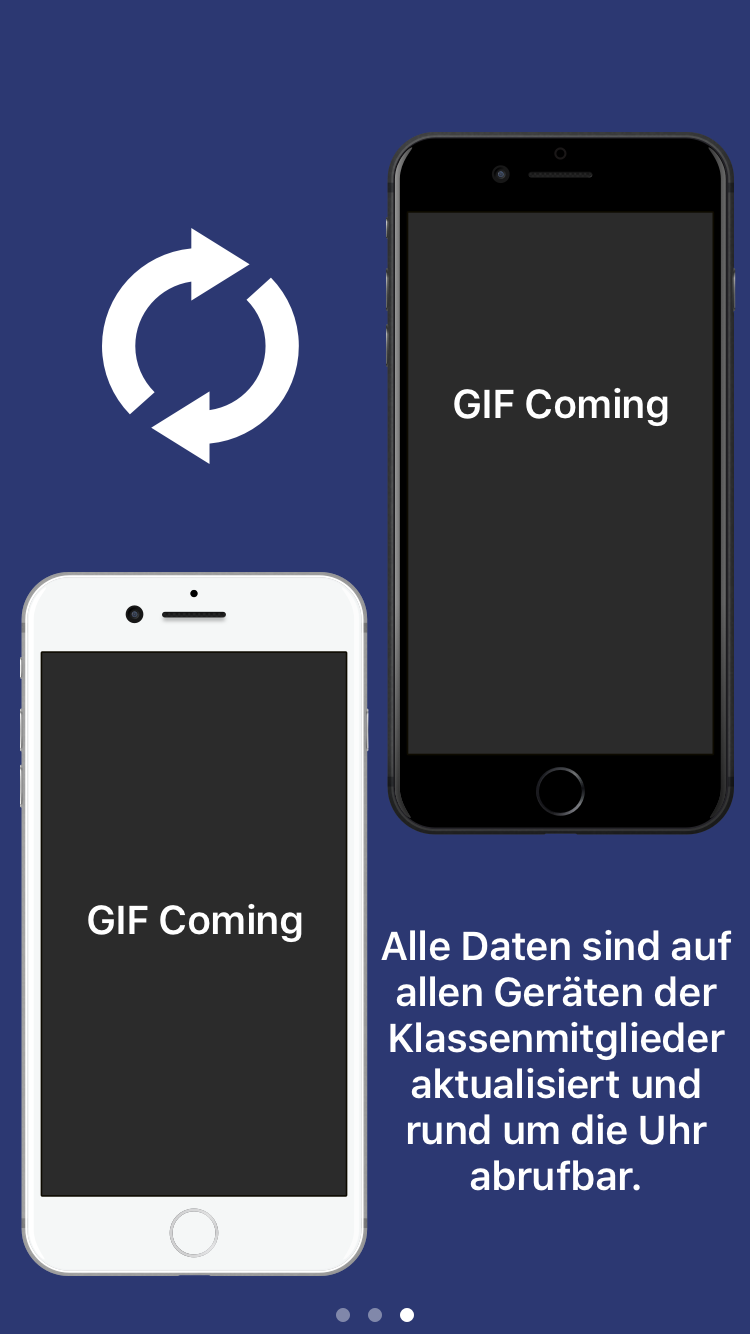 GIF Coming
GIF Coming
Alle Daten sind auf
allen Geräten der
Klassenmitglieder
aktualisiert und
rund um die Uhr
abrufbar.